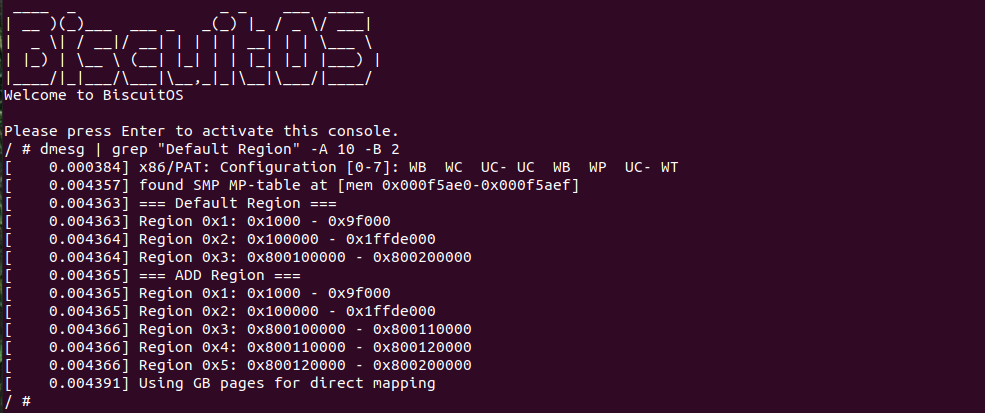 BiscuitOS
Welcome to BiscuitOS
Please press Enter to activate this console.
/ # dmesg | grep "Default Region" -A 10 -B 2
[    0.000384] x86/PAT: Configuration [0-7]: WB  WC  UC- UC  WB  WP  UC- WT
[    0.004357] found SMP MP-table at [mem 0x000f5ae0-0x000f5aef]
[    0.004363] === Default Region ===
[    0.004363] Region 0x1: 0x1000 - 0x9f000
[    0.004364] Region 0x2: 0x100000 - 0x1ffde000
[    0.004364] Region 0x3: 0x800100000 - 0x800200000
[    0.004365] === ADD Region ===
[    0.004365] Region 0x1: 0x1000 - 0x9f000
[    0.004365] Region 0x2: 0x100000 - 0x1ffde000
[    0.004366] Region 0x3: 0x800100000 - 0x800110000
[    0.004366] Region 0x4: 0x800110000 - 0x800120000
[    0.004366] Region 0x5: 0x800120000 - 0x800200000
[    0.004391] Using GB pages for direct mapping
/ #